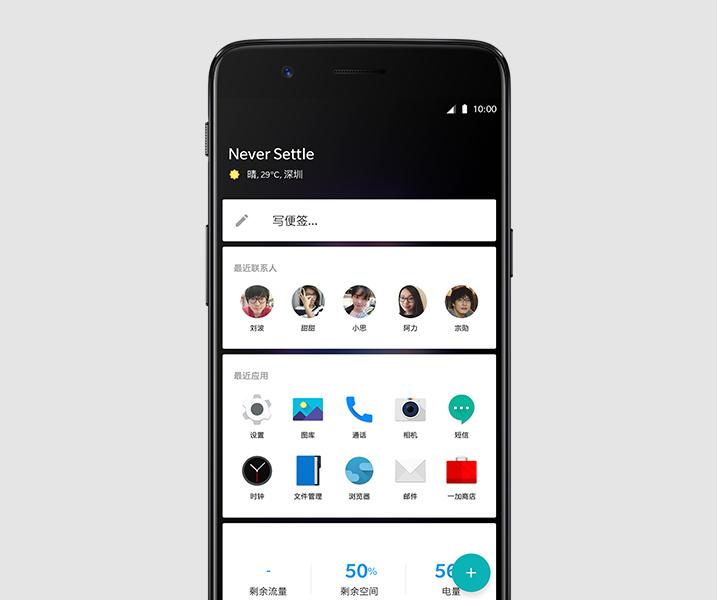 10:00
Never Settle
晴, 29°C, 深圳
写便签...
最近联系人
刘波 甜甜 小思 阿力 宗勋
最近应用
设置 图库 通话 相机 短信
时钟 文件管理 浏览器 邮件 一加商店
- 50% 56
剩余流量 剩余空间 电量